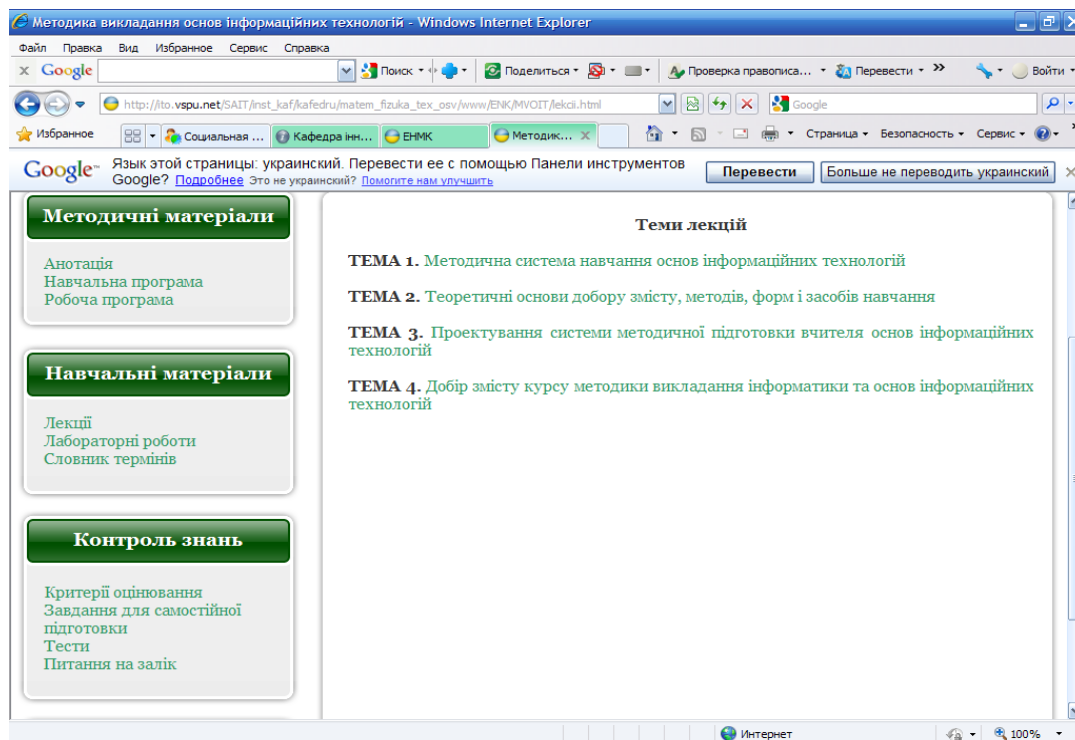 Методика викладання основ інформаційних технологій - Windows Internet Explorer
Файл Правка Вид Избранное Сервис Справка
x Google Поиск Поделиться Проверка правописа... Перевести » Войти
http://ito.vspu.net/SAIT/inst_kaf/kafedru/matem_fizuka_tex_osv/www/ENK/MVOIT/lekcii.html Google
Избранное Социальная ... Кафедра інн... ЕНМК Методик... X Страница Безопасность Сервис
Google Язык этой страницы: украинский. Перевести ее с помощью Панели инструментов
Google? Подробнее Это не украинский? Помогите нам улучшить Перевести Больше не переводить украинский
Методичні матеріали
Анотація
Навчальна програма
Робоча програма
Навчальні матеріали
Лекції
Лабораторні роботи
Словник термінів
Контроль знань
Критерії оцінювання
Завдання для самостійної
підготовки
Тести
Питання на залік
Теми лекцій
ТЕМА 1. Методична система навчання основ інформаційних технологій
ТЕМА 2. Теоретичні основи добору змісту, методів, форм і засобів навчання
ТЕМА 3. Проектування системи методичної підготовки вчителя основ інформаційних
технологій
ТЕМА 4. Добір змісту курсу методики викладання інформатики та основ інформаційних
технологій
Интернет 100%